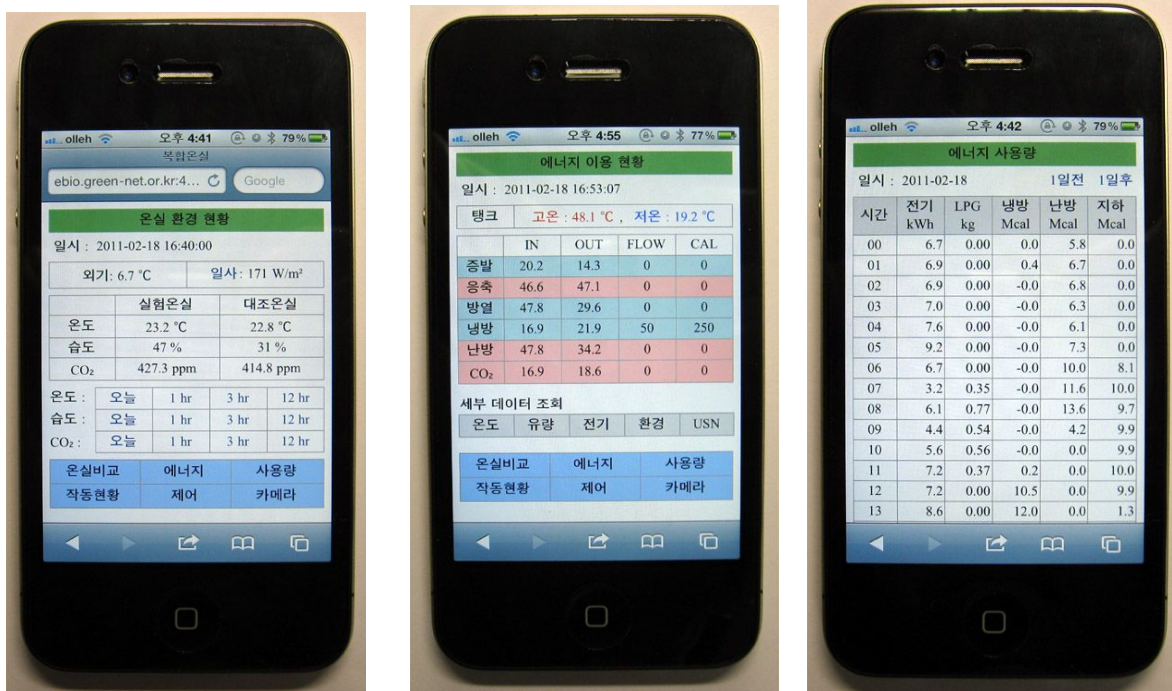 olleh 오후 4:41 79%
복합온실
ebio.green-net.or.kr:4... Google
온실 환경 현황
일시 : 2011-02-18 16:40:00
외기: 6.7 °C 일사: 171 W/m²
실험온실 대조온실
온도 23.2 °C 22.8 °C
습도 47 % 31 %
CO₂ 427.3 ppm 414.8 ppm
온도 : 오늘 1 hr 3 hr 12 hr
습도 : 오늘 1 hr 3 hr 12 hr
CO₂ : 오늘 1 hr 3 hr 12 hr
온실비교 에너지 사용량
작동현황 제어 카메라
olleh 오후 4:55 77%
에너지 이용 현황
일시 : 2011-02-18 16:53:07
탱크 고온 : 48.1 °C , 저온 : 19.2 °C
IN OUT FLOW CAL
증발 20.2 14.3 0 0
응축 46.6 47.1 0 0
방열 47.8 29.6 0 0
냉방 16.9 21.9 50 250
난방 47.8 34.2 0 0
CO₂ 16.9 18.6 0 0
세부 데이터 조회
온도 유량 전기 환경 USN
온실비교 에너지 사용량
작동현황 제어 카메라
olleh 오후 4:42 79%
에너지 사용량
일시 : 2011-02-18 1일전 1일후
시간 전기 LPG 냉방 난방 지하
kWh kg Mcal Mcal Mcal
00 6.7 0.00 0.0 5.8 0.0
01 6.9 0.00 0.4 6.7 0.0
02 6.9 0.00 -0.0 6.8 0.0
03 7.0 0.00 -0.0 6.3 0.0
04 7.6 0.00 -0.0 6.1 0.0
05 9.2 0.00 -0.0 7.3 0.0
06 6.7 0.00 -0.0 10.0 8.1
07 3.2 0.35 -0.0 11.6 10.0
08 6.1 0.77 -0.0 13.6 9.7
09 4.4 0.54 -0.0 4.2 9.9
10 5.6 0.56 -0.0 0.0 9.9
11 7.2 0.37 0.2 0.0 10.0
12 7.2 0.00 10.5 0.0 9.9
13 8.6 0.00 12.0 0.0 1.3